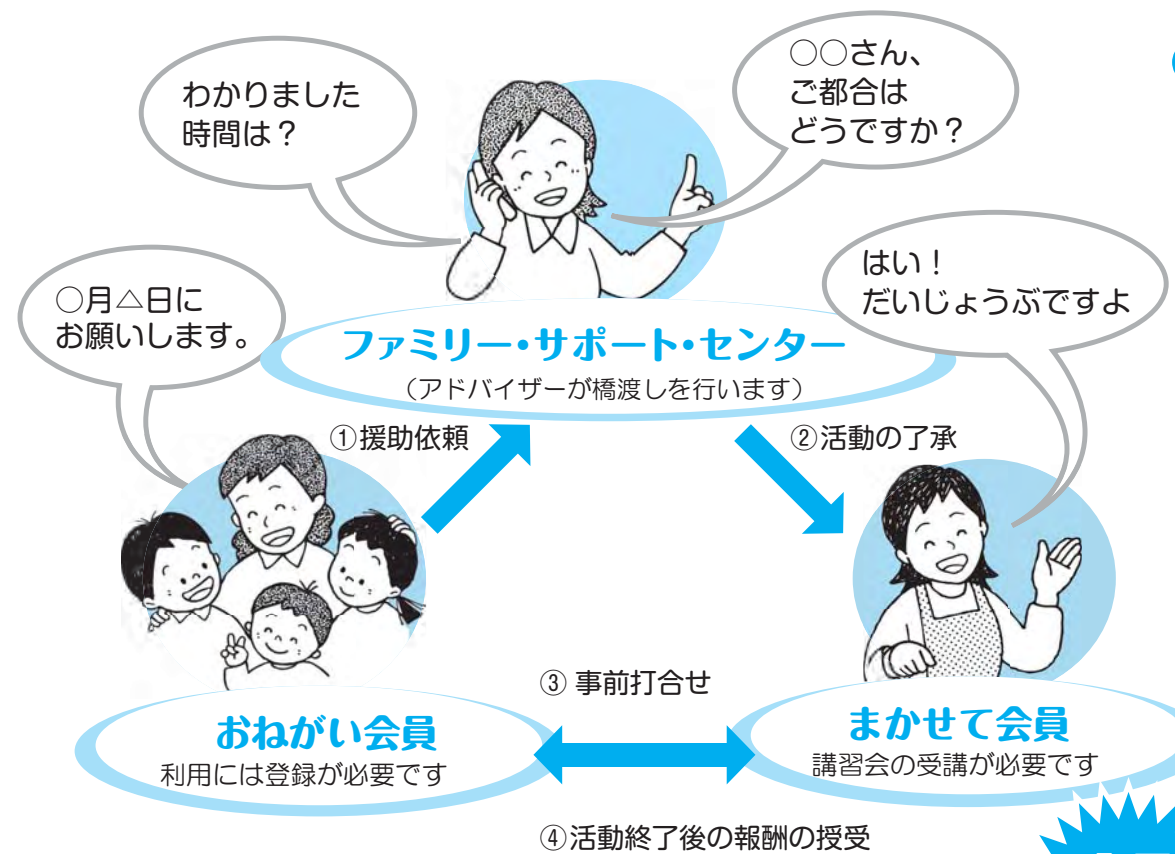 わかりました
時間は？
○○さん、
ご都合は
どうですか？
○月△日に
お願いします。
はい！
だいじょうぶですよ
ファミリー・サポート・センター
（アドバイザーが橋渡しを行います）
①援助依頼
②活動の了承
③ 事前打合せ
おねがい会員
利用には登録が必要です
まかせて会員
講習会の受講が必要です
④活動終了後の報酬の授受